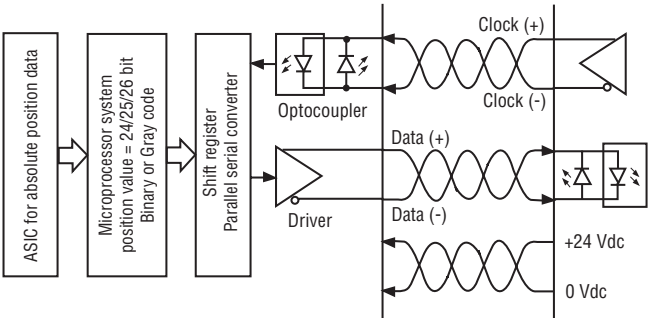 ASIC for absolute position data
Microprocessor system
position value = 24/25/26 bit
Binary or Gray code
Shift register
Parallel serial converter
Optocoupler
Driver
Clock (+)
Clock (-)
Data (+)
Data (-)
+24 Vdc
0 Vdc